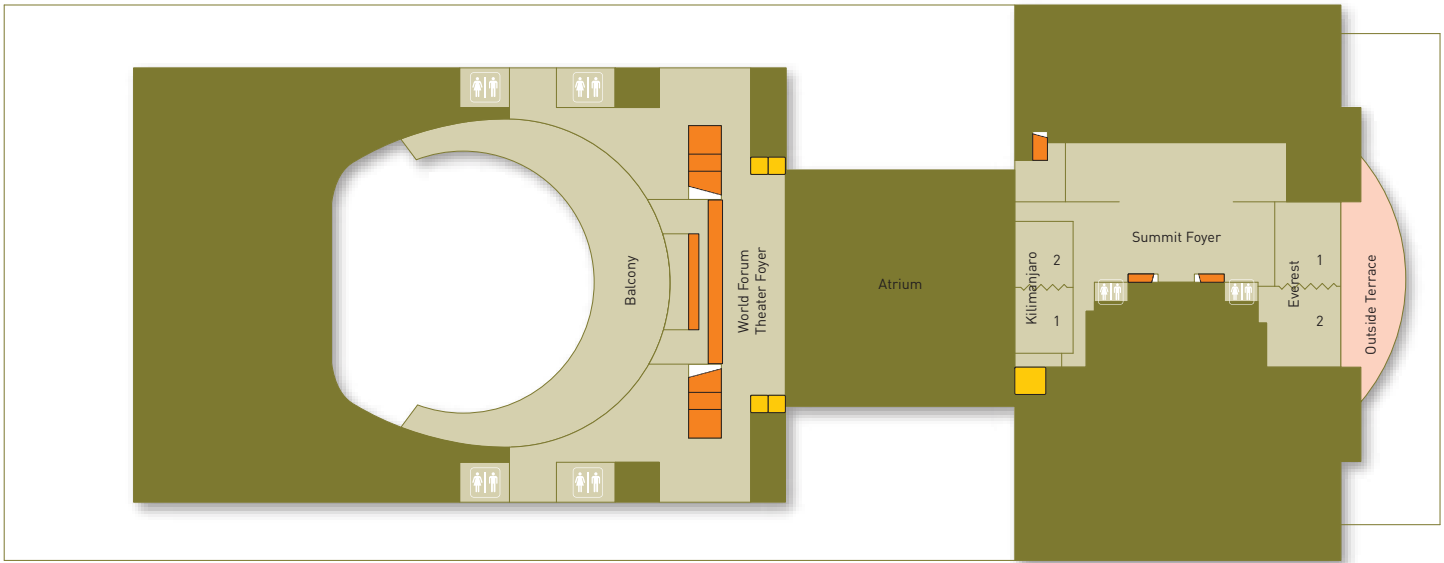 Balcony
World Forum
Theater Foyer
Atrium
Kilimanjaro
2
1
Summit Foyer
Everest
1
2
Outside Terrace